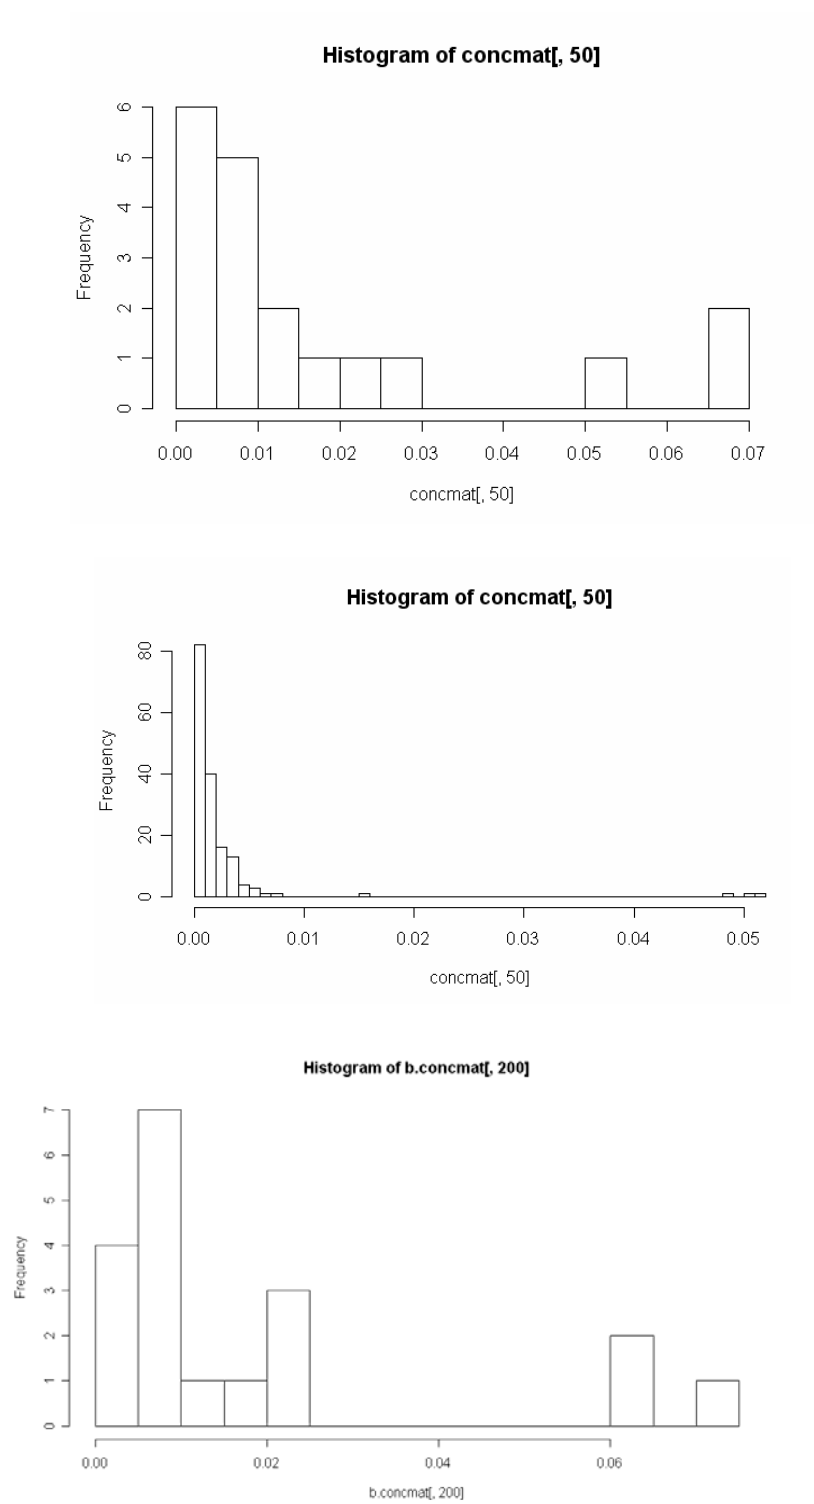 Histogram of concmat[, 50]
Frequency
6
5
4
3
2
1
0
0.00 0.01 0.02 0.03 0.04 0.05 0.06 0.07
concmat[, 50]
Histogram of concmat[, 50]
Frequency
80
60
40
20
0
0.00 0.01 0.02 0.03 0.04 0.05
concmat[, 50]
Histogram of b.concmat[, 200]
Frequency
7
6
5
4
3
2
1
0
0.00 0.02 0.04 0.06
b.concmat[, 200]